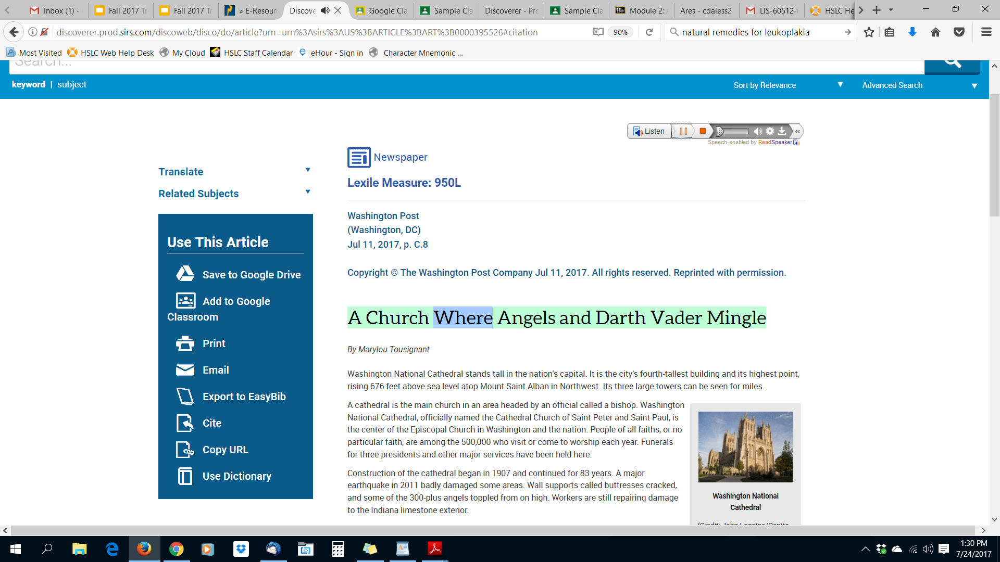 Inbox (1) -
Fall 2017 Tr
Fall 2017 Tr
» E-Resour
Discove
Google Cla
Sample Cla
Discoverer - Pro
Sample Cla
Bb Module 2: A
Ares - cdaless2
LIS-60512-
HSLC He
discoverer.prod.sirs.com/discoweb/disco/do/article?urn=urn%3Asirs%3AUS%3BARTICLE%3BART%3B0000395526#citation
90%
natural remedies for leukoplakia
Most Visited
HSLC Web Help Desk
My Cloud
HSLC Staff Calendar
eHour - Sign in
Character Mnemonic ...
Search...
keyword | subject
Sort by Relevance
Advanced Search
Listen
Speech-enabled by ReadSpeaker
Newspaper
Lexile Measure: 950L
Translate
Related Subjects
Use This Article
Save to Google Drive
Add to Google
Classroom
Print
Email
Export to EasyBib
Cite
Copy URL
Use Dictionary
Washington Post
(Washington, DC)
Jul 11, 2017, p. C.8
Copyright © The Washington Post Company Jul 11, 2017. All rights reserved. Reprinted with permission.
A Church Where Angels and Darth Vader Mingle
By Marylou Tousignant
Washington National Cathedral stands tall in the nation's capital. It is the city's fourth-tallest building and its highest point,
rising 676 feet above sea level atop Mount Saint Alban in Northwest. Its three large towers can be seen for miles.
A cathedral is the main church in an area headed by an official called a bishop. Washington
National Cathedral, officially named the Cathedral Church of Saint Peter and Saint Paul, is
the center of the Episcopal Church in Washington and the nation. People of all faiths, or no
particular faith, are among the 500,000 who visit or come to worship each year. Funerals
for three presidents and other major services have been held here.
Construction of the cathedral began in 1907 and continued for 83 years. A major
earthquake in 2011 badly damaged some areas. Wall supports called buttresses cracked,
and some of the 300-plus angels toppled from on high. Workers are still repairing damage
to the Indiana limestone exterior.
Washington National
Cathedral
1:30 PM
7/24/2017